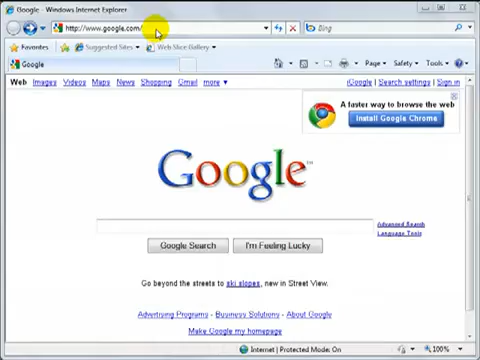 Google - Windows Internet Explorer
http://www.google.com/
Bing
Favorites Suggested Sites Web Slice Gallery
Google
Page Safety Tools
Web Images Videos Maps News Shopping Gmail more iGoogle | Search settings | Sign in
A faster way to browse the web
Install Google Chrome
Google™
Advanced Search
Language Tools
Google Search I'm Feeling Lucky
Go beyond the streets to ski slopes, new in Street View.
Advertising Programs - Business Solutions - About Google
Make Google my homepage
Internet | Protected Mode: On 100%